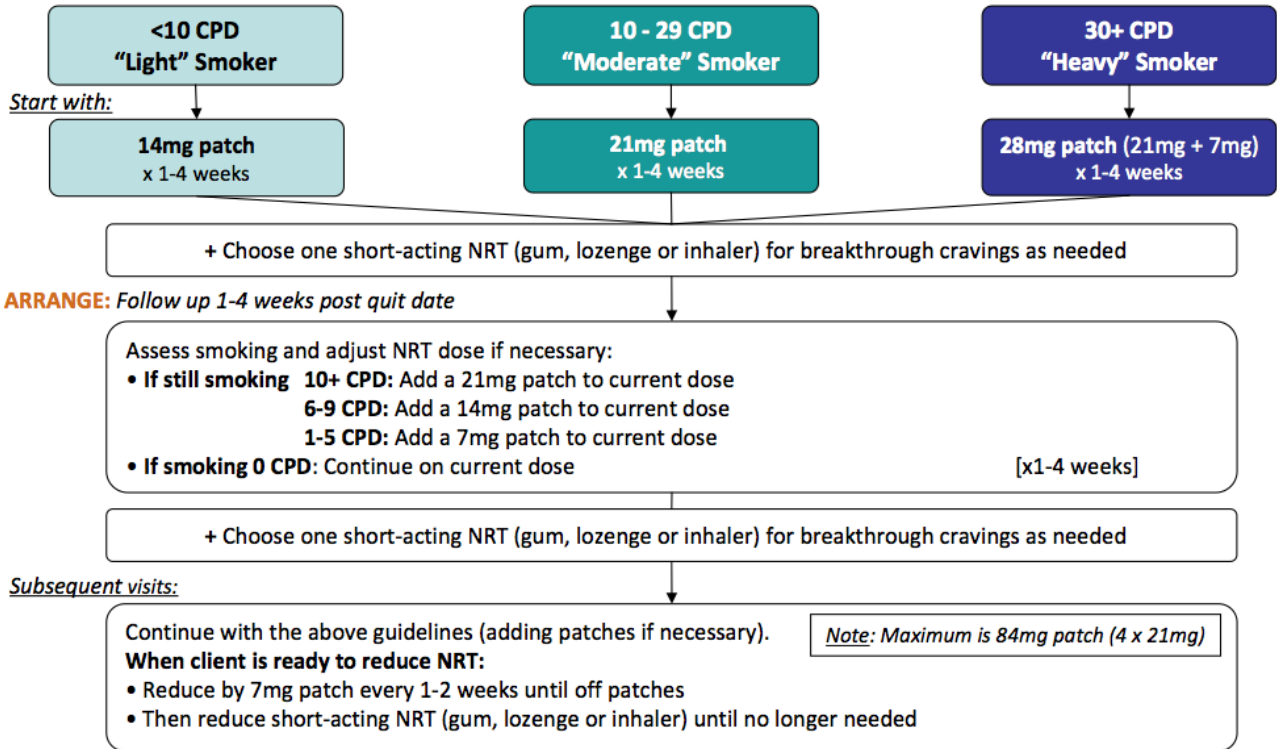 <10 CPD
“Light” Smoker
10 - 29 CPD
“Moderate” Smoker
30+ CPD
“Heavy” Smoker
Start with:
14mg patch
x 1-4 weeks
21mg patch
x 1-4 weeks
28mg patch (21mg + 7mg)
x 1-4 weeks
+ Choose one short-acting NRT (gum, lozenge or inhaler) for breakthrough cravings as needed
ARRANGE: Follow up 1-4 weeks post quit date
Assess smoking and adjust NRT dose if necessary:
• If still smoking 10+ CPD: Add a 21mg patch to current dose
6-9 CPD: Add a 14mg patch to current dose
1-5 CPD: Add a 7mg patch to current dose
• If smoking 0 CPD: Continue on current dose [x1-4 weeks]
+ Choose one short-acting NRT (gum, lozenge or inhaler) for breakthrough cravings as needed
Subsequent visits:
Continue with the above guidelines (adding patches if necessary).
Note: Maximum is 84mg patch (4 x 21mg)
When client is ready to reduce NRT:
• Reduce by 7mg patch every 1-2 weeks until off patches
• Then reduce short-acting NRT (gum, lozenge or inhaler) until no longer needed